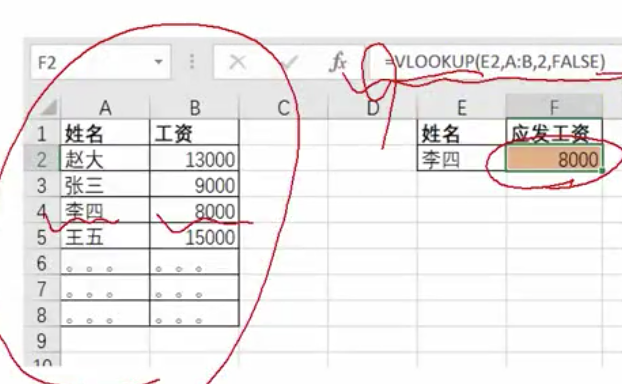 F2 fx =VLOOKUP(E2,A:B,2,FALSE)
A B C D E F
1 姓名 工资 姓名 应发工资
2 赵大 13000 李四 8000
3 张三 9000
4 李四 8000
5 王五 15000
6 。。。 。。。
7 。。。 。。。
8 。。。 。。。
9
10